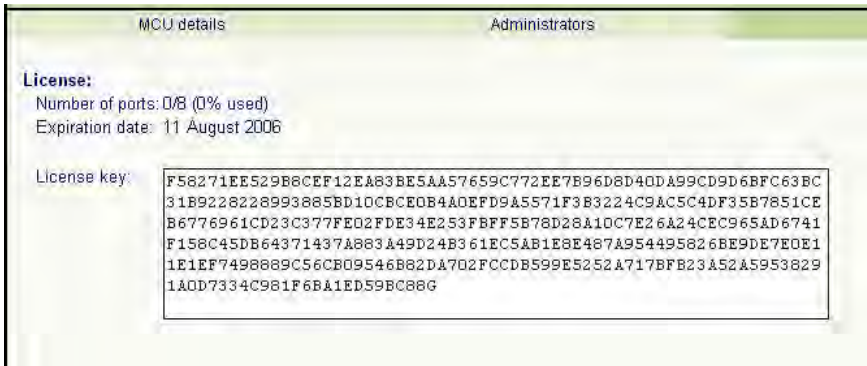 MCU details Administrators
License:
Number of ports: 0/8 (0% used)
Expiration date: 11 August 2006
License key:
F58271EE529B8CEF12EA83BE5AA57659C772EE7B96D8D40DA99CD9D6BFC63BC
31B9228228993885BD10CBCE0B4A0EFD9A5571F3B3224C9AC5C4DF35B7851CE
B6776961CD23C377FE02FDE34E253FBFF5B78D28A10C7E26A24CEC965AD6741
F158C45DB64371437A883A49D24B361EC5AB1E8E487A954495826BE9DE7E0E1
1E1EF7498889C56CB09546B82DA702FCCDB599E5252A717BFB23A52A5953829
1A0D7334C981F6BA1ED59BC88G